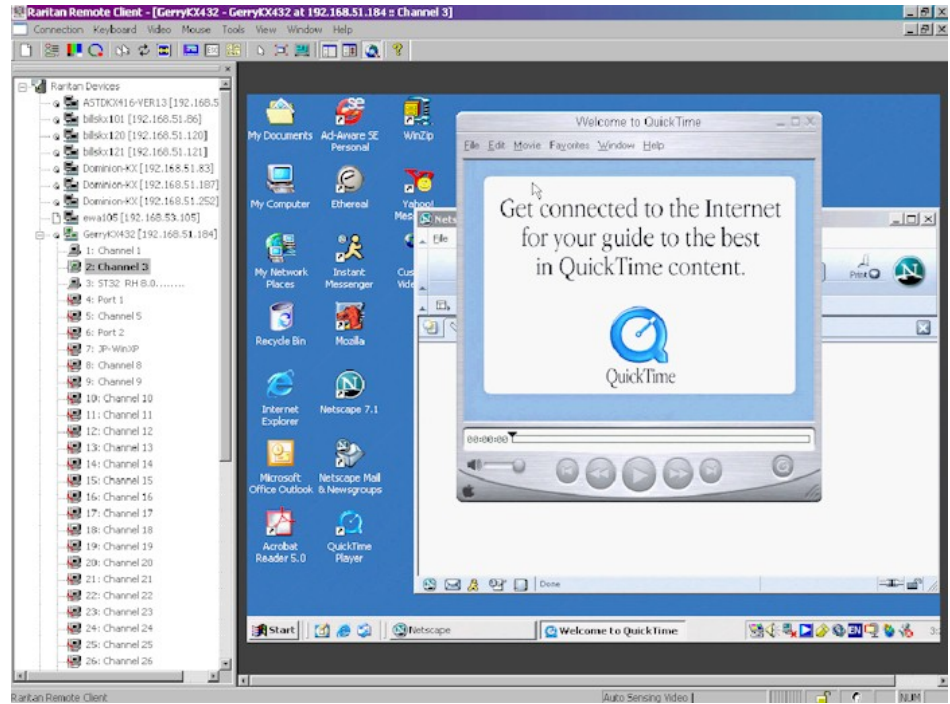 Raritan Remote Client - [GerryKX432 - GerryKX432 at 192.168.51.184 :: Channel 3]
Connection Keyboard Video Mouse Tools View Window Help
Raritan Devices
ASTDKX416-VER13 [192.168.5
billskx101 [192.168.51.86]
billskx120 [192.168.51.120]
billskx121 [192.168.51.121]
Dominion-KX [192.168.51.83]
Dominion-KX [192.168.51.187]
Dominion-KX [192.168.51.252]
ewa105 [192.168.53.105]
GerryKX432 [192.168.51.184]
1: Channel 1
2: Channel 3
3: ST32 RH 8.0........
4: Port 1
5: Channel 5
6: Port 2
7: JP-WinXP
8: Channel 8
9: Channel 9
10: Channel 10
11: Channel 11
12: Channel 12
13: Channel 13
14: Channel 14
15: Channel 15
16: Channel 16
17: Channel 17
18: Channel 18
19: Channel 19
20: Channel 20
21: Channel 21
22: Channel 22
23: Channel 23
24: Channel 24
25: Channel 25
26: Channel 26
My Documents
Ad-Aware SE
Personal
WinZip
My Computer
Ethereal
Yahoo!
Mes
My Network
Places
Instant
Messenger
Cus
Vide
Recycle Bin
Mozilla
Internet
Explorer
Netscape 7.1
Microsoft
Office Outlook
Netscape Mail
& Newsgroups
Acrobat
Reader 5.0
QuickTime
Player
Nets
File
Print
Done
Welcome to QuickTime
File Edit Movie Favorites Window Help
Get connected to the Internet
for your guide to the best
in QuickTime content.
QuickTime
00:00:00
Start
Netscape
Welcome to QuickTime
EN
3:
Raritan Remote Client
Auto Sensing Video
NUM